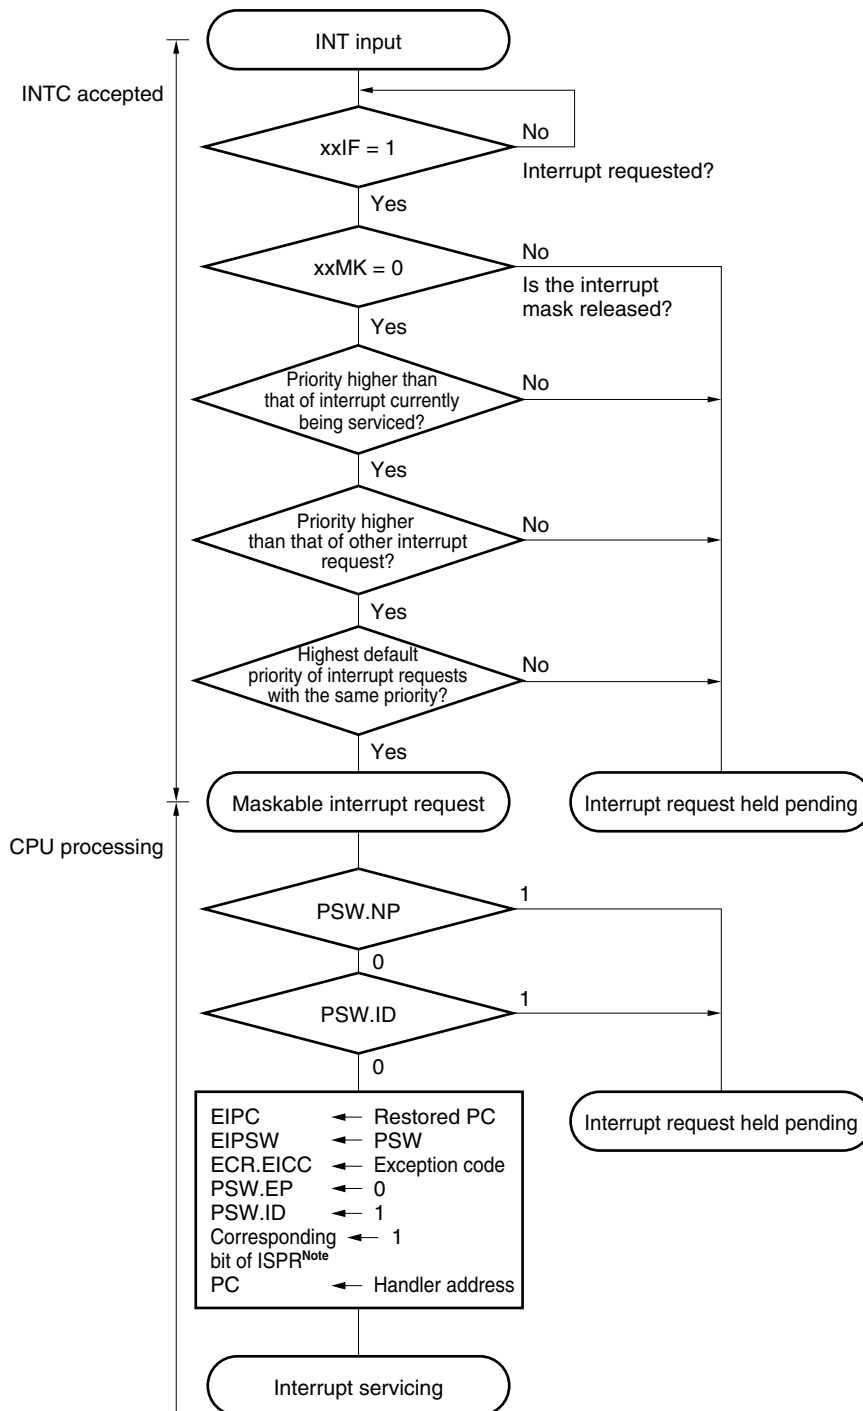 INT input
INTC accepted
xxIF = 1
No
Interrupt requested?
Yes
xxMK = 0
No
Is the interrupt
mask released?
Yes
Priority higher than
that of interrupt currently
being serviced?
No
Yes
Priority higher
than that of other interrupt
request?
No
Yes
Highest default
priority of interrupt requests
with the same priority?
No
Yes
Maskable interrupt request
Interrupt request held pending
CPU processing
PSW.NP
1
0
PSW.ID
1
0
Interrupt request held pending
EIPC ← Restored PC
EIPSW ← PSW
ECR.EICC ← Exception code
PSW.EP ← 0
PSW.ID ← 1
Corresponding ← 1
bit of ISPRNote
PC ← Handler address
Interrupt servicing